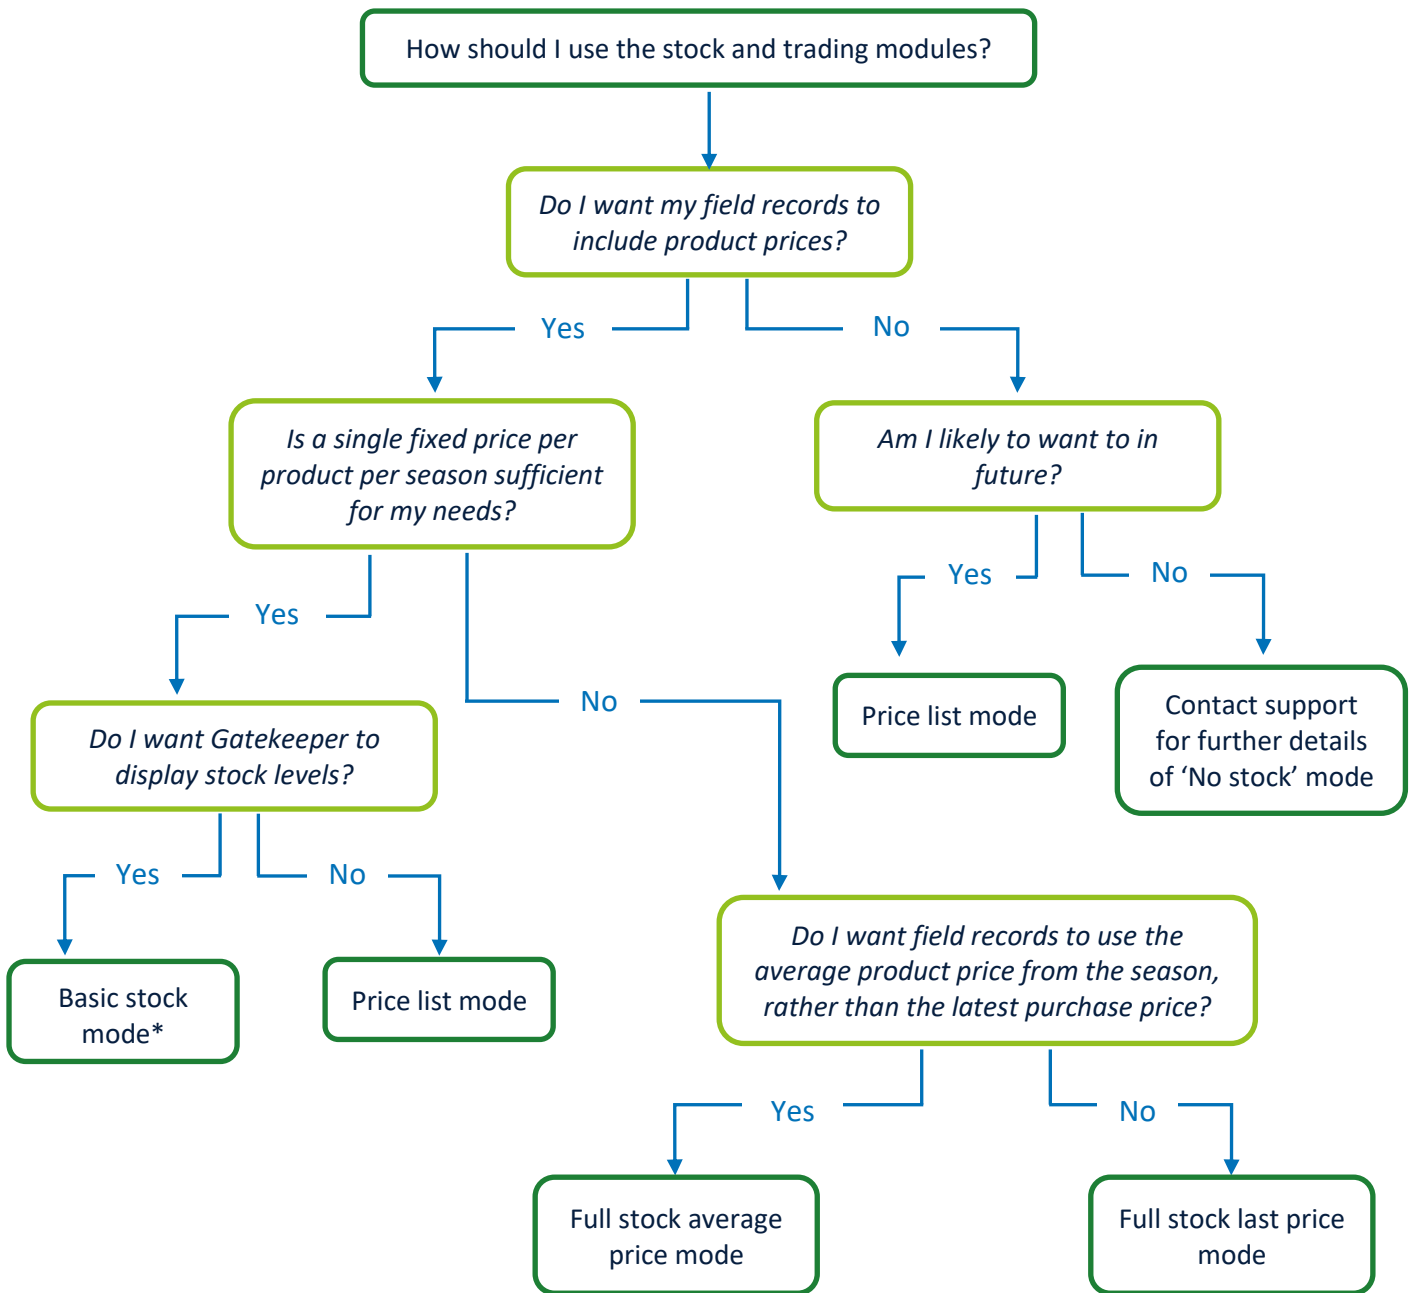 How should I use the stock and trading modules?
Do I want my field records to
include product prices?
Yes
No
Is a single fixed price per
product per season sufficient
for my needs?
Am I likely to want to in
future?
Yes
No
Yes
No
Price list mode
Contact support
for further details
of ‘No stock’ mode
Do I want Gatekeeper to
display stock levels?
Yes
No
Basic stock
mode*
Price list mode
Do I want field records to use the
average product price from the season,
rather than the latest purchase price?
Yes
No
Full stock average
price mode
Full stock last price
mode